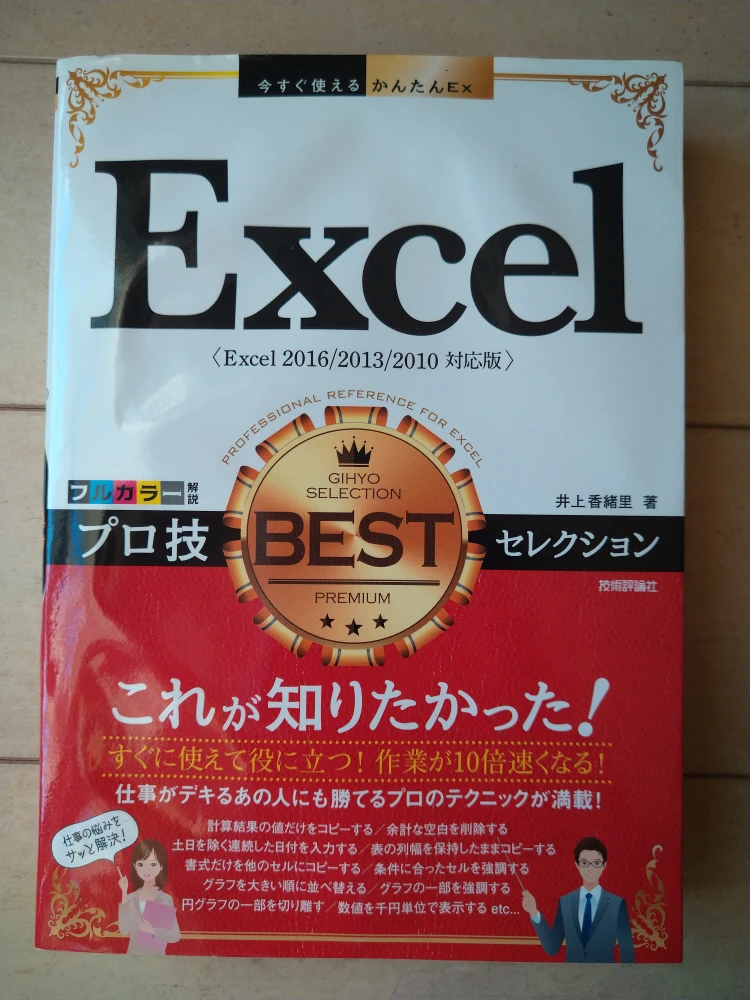 今すぐ使える かんたんEx
Excel
〈Excel 2016/2013/2010 対応版〉
PROFESSIONAL REFERENCE FOR EXCEL
GIHYO
SELECTION
BEST
PREMIUM
フルカラー解説
井上香緒里 著
プロ技
セレクション
技術評論社
これが知りたかった!
すぐに使えて役に立つ! 作業が10倍速くなる!
仕事がデキるあの人にも勝てるプロのテクニックが満載!
仕事の悩みを
サッと解決!
計算結果の値だけをコピーする/余計な空白を削除する
土日を除く連続した日付を入力する/表の列幅を保持したままコピーする
書式だけを他のセルにコピーする/条件に合ったセルを強調する
グラフを大きい順に並べ替える/グラフの一部を強調する
円グラフの一部を切り離す/数値を千円単位で表示する etc...